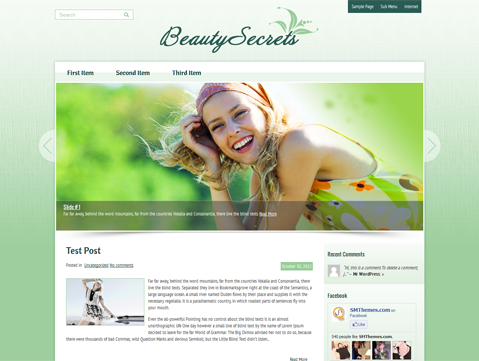 Sample Page Sub Menu Internet
Search
BeautySecrets
First Item Second Item Third Item
Slide #1
Far far away, behind the word mountains, far from the countries Vokalia and Consonantia, there live the blind texts Read More
Test Post
Posted in Uncategorized No comments
October 30, 2012
Far far away, behind the word mountains, far from the countries Vokalia and Consonantia, there
live the blind texts. Separated they live in Bookmarksgrove right at the coast of the Semantics, a
large language ocean. A small river named Duden flows by their place and supplies it with the
necessary regelialia. It is a paradisematic country, in which roasted parts of sentences fly into
your mouth.
Even the all-powerful Pointing has no control about the blind texts it is an almost
unorthographic life One day however a small line of blind text by the name of Lorem Ipsum
decided to leave for the far World of Grammar. The Big Oxmox advised her not to do so, because
there were thousands of bad Commas, wild Question Marks and devious Semikoli, but the Little Blind Text didn't listen...
Read More
Recent Comments
"Hi, this is a comment.To delete a comment,
j..." - Mr WordPress »
Facebook
SMThemes.com on
Facebook
Like
540 people like SMThemes.com.